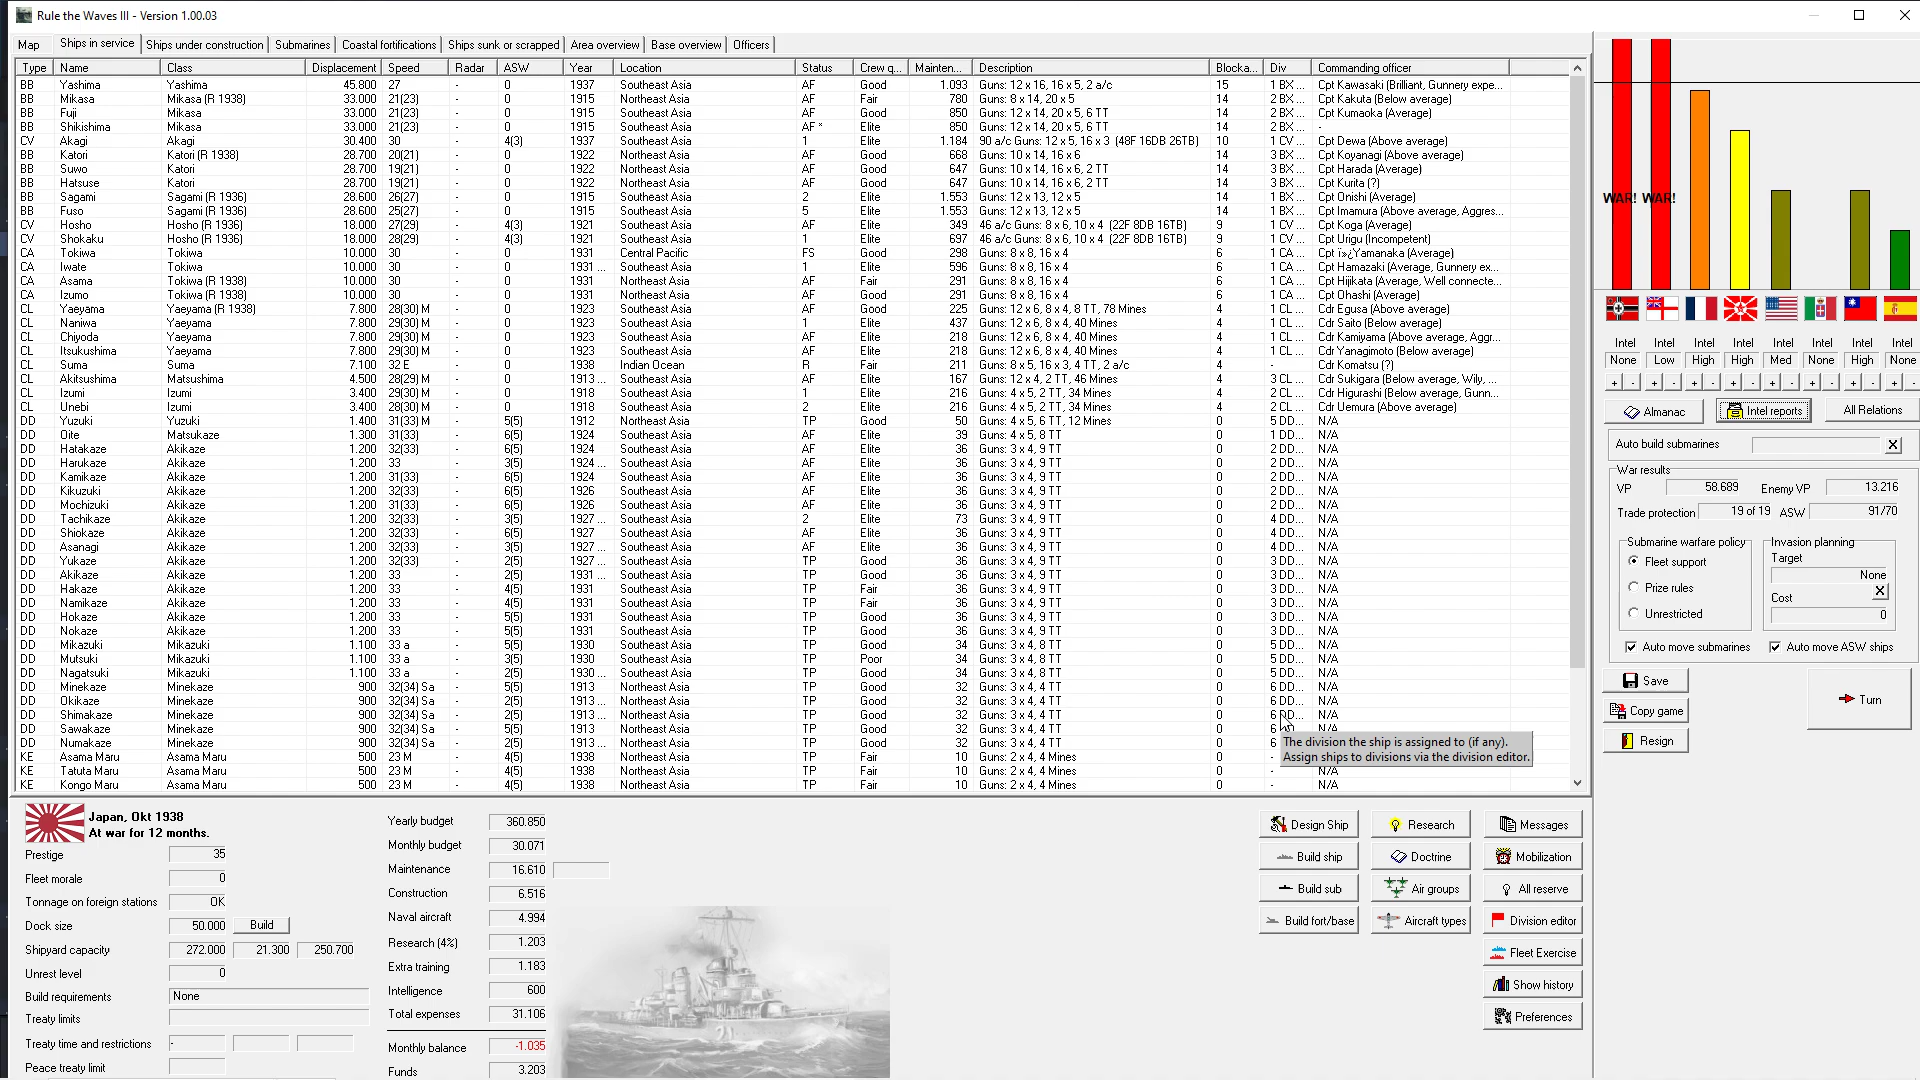 Rule the Waves III - Version 1.00.03
Map Ships in service Ships under construction Submarines Coastal fortifications Ships sunk or scrapped Area overview Base overview Officers
Type Name Class Displacement Speed Radar ASW Year Location Status Crew q... Mainten... Description Blocka... Div Commanding officer
BB Yashima Yashima 45.800 27 - 0 1937 Southeast Asia AF Good 1.093 Guns: 12 x 16, 16 x 5, 2 a/c 15 1 BX ... Cpt Kawasaki (Brilliant, Gunnery expe...
BB Mikasa Mikasa (R 1938) 33.000 21(23) - 0 1915 Northeast Asia AF Fair 780 Guns: 8 x 14, 20 x 5 14 2 BX ... Cpt Kakuta (Below average)
BB Fuji Mikasa 33.000 21(23) - 0 1915 Southeast Asia AF Good 850 Guns: 12 x 14, 20 x 5, 6 TT 14 2 BX ... Cpt Kumaoka (Average)
BB Shikishima Mikasa 33.000 21(23) - 0 1915 Southeast Asia AF * Elite 850 Guns: 12 x 14, 20 x 5, 6 TT 14 2 BX ... -
CV Akagi Akagi 30.400 30 - 4(3) 1937 Southeast Asia 1 Elite 1.184 90 a/c Guns: 12 x 5, 16 x 3 (48F 16DB 26TB) 10 1 CV ... Cpt Dewa (Above average)
BB Katori Katori (R 1938) 28.700 20(21) - 0 1922 Northeast Asia AF Good 668 Guns: 10 x 14, 16 x 6 14 3 BX ... Cpt Koyanagi (Above average)
BB Suwo Katori 28.700 19(21) - 0 1922 Northeast Asia AF Good 647 Guns: 10 x 14, 16 x 6, 2 TT 14 3 BX ... Cpt Harada (Above average)
BB Hatsuse Katori 28.700 19(21) - 0 1922 Northeast Asia AF Good 647 Guns: 10 x 14, 16 x 6, 2 TT 14 3 BX ... Cpt Kurita (?)
BB Sagami Sagami (R 1936) 28.600 26(27) - 0 1915 Southeast Asia 2 Elite 1.553 Guns: 12 x 13, 12 x 5 14 1 BX ... Cpt Onishi (Average)
BB Fuso Sagami (R 1936) 28.600 25(27) - 0 1915 Southeast Asia 5 Elite 1.553 Guns: 12 x 13, 12 x 5 14 1 BX ... Cpt Imamura (Above average, Aggres...
CV Hosho Hosho (R 1936) 18.000 27(29) - 4(3) 1921 Southeast Asia AF Elite 349 46 a/c Guns: 8 x 6, 10 x 4 (22F 8DB 16TB) 9 1 CV ... Cpt Koga (Average)
CV Shokaku Hosho (R 1936) 18.000 28(29) - 4(3) 1921 Southeast Asia 1 Elite 697 46 a/c Guns: 8 x 6, 10 x 4 (22F 8DB 16TB) 9 1 CV ... Cpt Urigu (Incompetent)
CA Tokiwa Tokiwa 10.000 30 - 0 1931 Central Pacific FS Good 298 Guns: 8 x 8, 16 x 4 6 1 CA ... Cpt ï»¿Yamanaka (Average)
CA Iwate Tokiwa 10.000 30 - 0 1931 ... Southeast Asia 1 Elite 596 Guns: 8 x 8, 16 x 4 6 1 CA ... Cpt Hamazaki (Average, Gunnery ex...
CA Asama Tokiwa (R 1938) 10.000 30 - 0 1931 Northeast Asia AF Fair 291 Guns: 8 x 8, 16 x 4 6 1 CA ... Cpt Hijikata (Average, Well connecte...
CA Izumo Tokiwa (R 1938) 10.000 30 - 0 1931 Northeast Asia AF Good 291 Guns: 8 x 8, 16 x 4 6 1 CA ... Cpt Ohashi (Average)
CL Yaeyama Yaeyama (R 1938) 7.800 28(30) M - 0 1923 Southeast Asia AF Good 225 Guns: 12 x 6, 8 x 4, 8 TT, 78 Mines 4 1 CL ... Cdr Egusa (Above average)
CL Naniwa Yaeyama 7.800 29(30) M - 0 1923 Southeast Asia 1 Elite 437 Guns: 12 x 6, 8 x 4, 40 Mines 4 1 CL ... Cdr Saito (Below average)
CL Chiyoda Yaeyama 7.800 29(30) M - 0 1923 Southeast Asia AF Elite 218 Guns: 12 x 6, 8 x 4, 40 Mines 4 1 CL ... Cdr Kamiyama (Above average, Aggr...
CL Itsukushima Yaeyama 7.800 29(30) M - 0 1923 Southeast Asia AF Elite 218 Guns: 12 x 6, 8 x 4, 40 Mines 4 1 CL ... Cdr Yanagimoto (Below average)
CL Suma Suma 7.100 32 E - 0 1938 Indian Ocean R Fair 211 Guns: 8 x 5, 16 x 3, 4 TT, 2 a/c 4 - Cdr Komatsu (?)
CL Akitsushima Matsushima 4.500 28(29) M - 0 1913 ... Southeast Asia AF Elite 167 Guns: 12 x 4, 2 TT, 46 Mines 4 3 CL ... Cdr Sukigara (Below average, Wily, ...
CL Izumi Izumi 3.400 29(30) M - 0 1918 Southeast Asia 1 Elite 216 Guns: 4 x 5, 2 TT, 34 Mines 4 2 CL ... Cdr Higurashi (Below average, Gunn...
CL Unebi Izumi 3.400 28(30) M - 0 1918 Southeast Asia 2 Elite 216 Guns: 4 x 5, 2 TT, 34 Mines 4 2 CL ... Cdr Uemura (Above average)
DD Yuzuki Yuzuki 1.400 31(33) M - 5(5) 1912 Northeast Asia TP Good 50 Guns: 4 x 5, 6 TT, 12 Mines 0 5 DD... N/A
DD Oite Matsukaze 1.300 31(33) - 6(5) 1924 Southeast Asia AF Elite 39 Guns: 4 x 5, 8 TT 0 1 DD... N/A
DD Hatakaze Akikaze 1.200 32(33) - 6(5) 1924 Southeast Asia AF Elite 36 Guns: 3 x 4, 9 TT 0 2 DD... N/A
DD Harukaze Akikaze 1.200 33 - 3(5) 1924 ... Southeast Asia AF Elite 36 Guns: 3 x 4, 9 TT 0 2 DD... N/A
DD Kamikaze Akikaze 1.200 31(33) - 6(5) 1924 Southeast Asia AF Elite 36 Guns: 3 x 4, 9 TT 0 2 DD... N/A
DD Kikuzuki Akikaze 1.200 32(33) - 6(5) 1926 Southeast Asia AF Elite 36 Guns: 3 x 4, 9 TT 0 2 DD... N/A
DD Mochizuki Akikaze 1.200 31(33) - 6(5) 1926 Southeast Asia AF Elite 36 Guns: 3 x 4, 9 TT 0 2 DD... N/A
DD Tachikaze Akikaze 1.200 32(33) - 3(5) 1927 ... Southeast Asia 2 Elite 73 Guns: 3 x 4, 9 TT 0 4 DD... N/A
DD Shiokaze Akikaze 1.200 32(33) - 6(5) 1927 Southeast Asia AF Elite 36 Guns: 3 x 4, 9 TT 0 4 DD... N/A
DD Asanagi Akikaze 1.200 32(33) - 3(5) 1927 ... Southeast Asia AF Elite 36 Guns: 3 x 4, 9 TT 0 4 DD... N/A
DD Yukaze Akikaze 1.200 32(33) - 2(5) 1927 ... Southeast Asia TP Good 36 Guns: 3 x 4, 9 TT 0 3 DD... N/A
DD Akikaze Akikaze 1.200 33 - 2(5) 1931 ... Southeast Asia TP Good 36 Guns: 3 x 4, 9 TT 0 3 DD... N/A
DD Hakaze Akikaze 1.200 33 - 4(5) 1931 Southeast Asia TP Fair 36 Guns: 3 x 4, 9 TT 0 3 DD... N/A
DD Namikaze Akikaze 1.200 33 - 4(5) 1931 Southeast Asia TP Fair 36 Guns: 3 x 4, 9 TT 0 3 DD... N/A
DD Hokaze Akikaze 1.200 33 - 5(5) 1931 Southeast Asia TP Good 36 Guns: 3 x 4, 9 TT 0 3 DD... N/A
DD Nokaze Akikaze 1.200 33 - 5(5) 1931 Southeast Asia TP Good 36 Guns: 3 x 4, 9 TT 0 3 DD... N/A
DD Mikazuki Mikazuki 1.100 33 a - 5(5) 1930 Southeast Asia TP Good 34 Guns: 3 x 4, 8 TT 0 5 DD... N/A
DD Mutsuki Mikazuki 1.100 33 a - 3(5) 1930 Southeast Asia TP Poor 34 Guns: 3 x 4, 8 TT 0 5 DD... N/A
DD Nagatsuki Mikazuki 1.100 33 a - 2(5) 1930 ... Southeast Asia TP Good 34 Guns: 3 x 4, 8 TT 0 5 DD... N/A
DD Minekaze Minekaze 900 32(34) Sa - 5(5) 1913 Northeast Asia TP Good 32 Guns: 3 x 4, 4 TT 0 6 DD... N/A
DD Okikaze Minekaze 900 32(34) Sa - 2(5) 1913 ... Northeast Asia TP Good 32 Guns: 3 x 4, 4 TT 0 6 DD... N/A
DD Shimakaze Minekaze 900 32(34) Sa - 2(5) 1913 ... Northeast Asia TP Good 32 Guns: 3 x 4, 4 TT 0 6 DD... N/A
DD Sawakaze Minekaze 900 32(34) Sa - 5(5) 1913 ... Northeast Asia TP Good 32 Guns: 3 x 4, 4 TT 0 6 N/A
DD Numakaze Minekaze 900 32(34) Sa - 2(5) 1913 ... Northeast Asia TP Good 32 Guns: 3 x 4, 4 TT 0 6
KE Asama Maru Asama Maru 500 23 M - 4(5) 1938 Northeast Asia TP Fair 10 Guns: 2 x 4, 4 Mines 0 -
KE Tatuta Maru Asama Maru 500 23 M - 4(5) 1938 Northeast Asia TP Fair 10 Guns: 2 x 4, 4 Mines 0 - N/A
KE Kongo Maru Asama Maru 500 23 M - 4(5) 1938 Northeast Asia TP Fair 10 Guns: 2 x 4, 4 Mines 0 - N/A
The division the ship is assigned to (if any).
Assign ships to divisions via the division editor.
Japan, Okt 1938
At war for 12 months.
Prestige 35
Fleet morale 0
Tonnage on foreign stations OK
Dock size 50.000 Build
Shipyard capacity 272.000 21.300 250.700
Unrest level 0
Build requirements None
Treaty limits
Treaty time and restrictions -
Peace treaty limit
Yearly budget 360.850
Monthly budget 30.071
Maintenance 16.610
Construction 6.516
Naval aircraft 4.994
Research (4%) 1.203
Extra training 1.183
Intelligence 600
Total expenses 31.106
Monthly balance -1.035
Funds 3.203
Design Ship Research Messages
Build ship Doctrine Mobilization
Build sub Air groups All reserve
Build fort/base Aircraft types Division editor
Fleet Exercise
Show history
Preferences
WAR! WAR!
Intel Intel Intel Intel Intel Intel Intel Intel
None Low High High Med None High None
+ - + - + - + - + - + - + - + -
Almanac Intel reports All Relations
Auto build submarines X
War results
VP 58.689 Enemy VP 13.216
Trade protection 19 of 19 ASW 91/70
Submarine warfare policy
Fleet support
Prize rules
Unrestricted
Invasion planning
Target
None
Cost X
0
Auto move submarines Auto move ASW ships
Save
Copy game
Resign
Turn